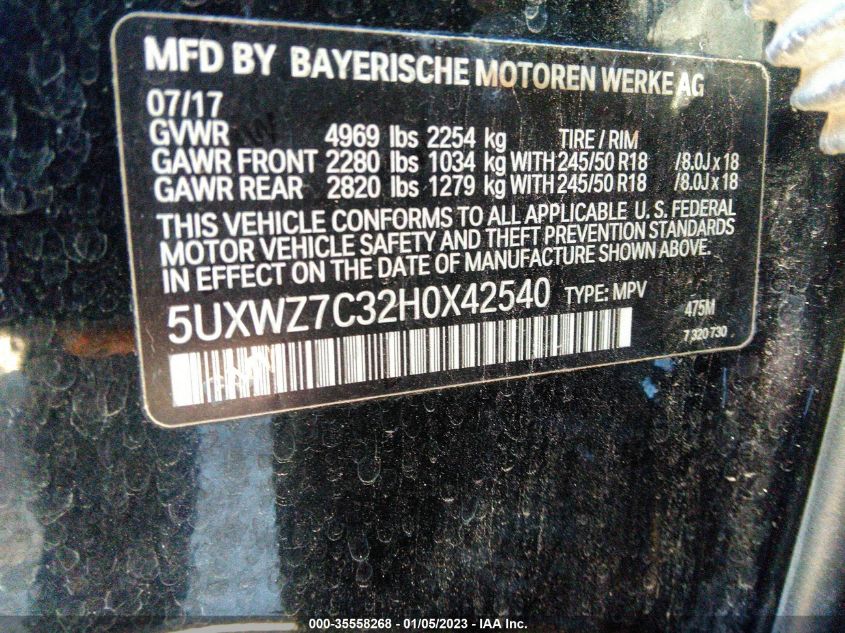 MFD BY BAYERISCHE MOTOREN WERKE AG
07/17
GVWR 4969 lbs 2254 kg TIRE / RIM
GAWR FRONT 2280 lbs 1034 kg WITH 245/50 R18 /8.0J x 18
GAWR REAR 2820 lbs 1279 kg WITH 245/50 R18 /8.0J x 18
THIS VEHICLE CONFORMS TO ALL APPLICABLE U.S. FEDERAL
MOTOR VEHICLE SAFETY AND THEFT PREVENTION STANDARDS
IN EFFECT ON THE DATE OF MANUFACTURE SHOWN ABOVE.
5UXWZ7C32H0X42540 TYPE: MPV 475M
7 320 730
000-35558268 - 01/05/2023 - IAA Inc.